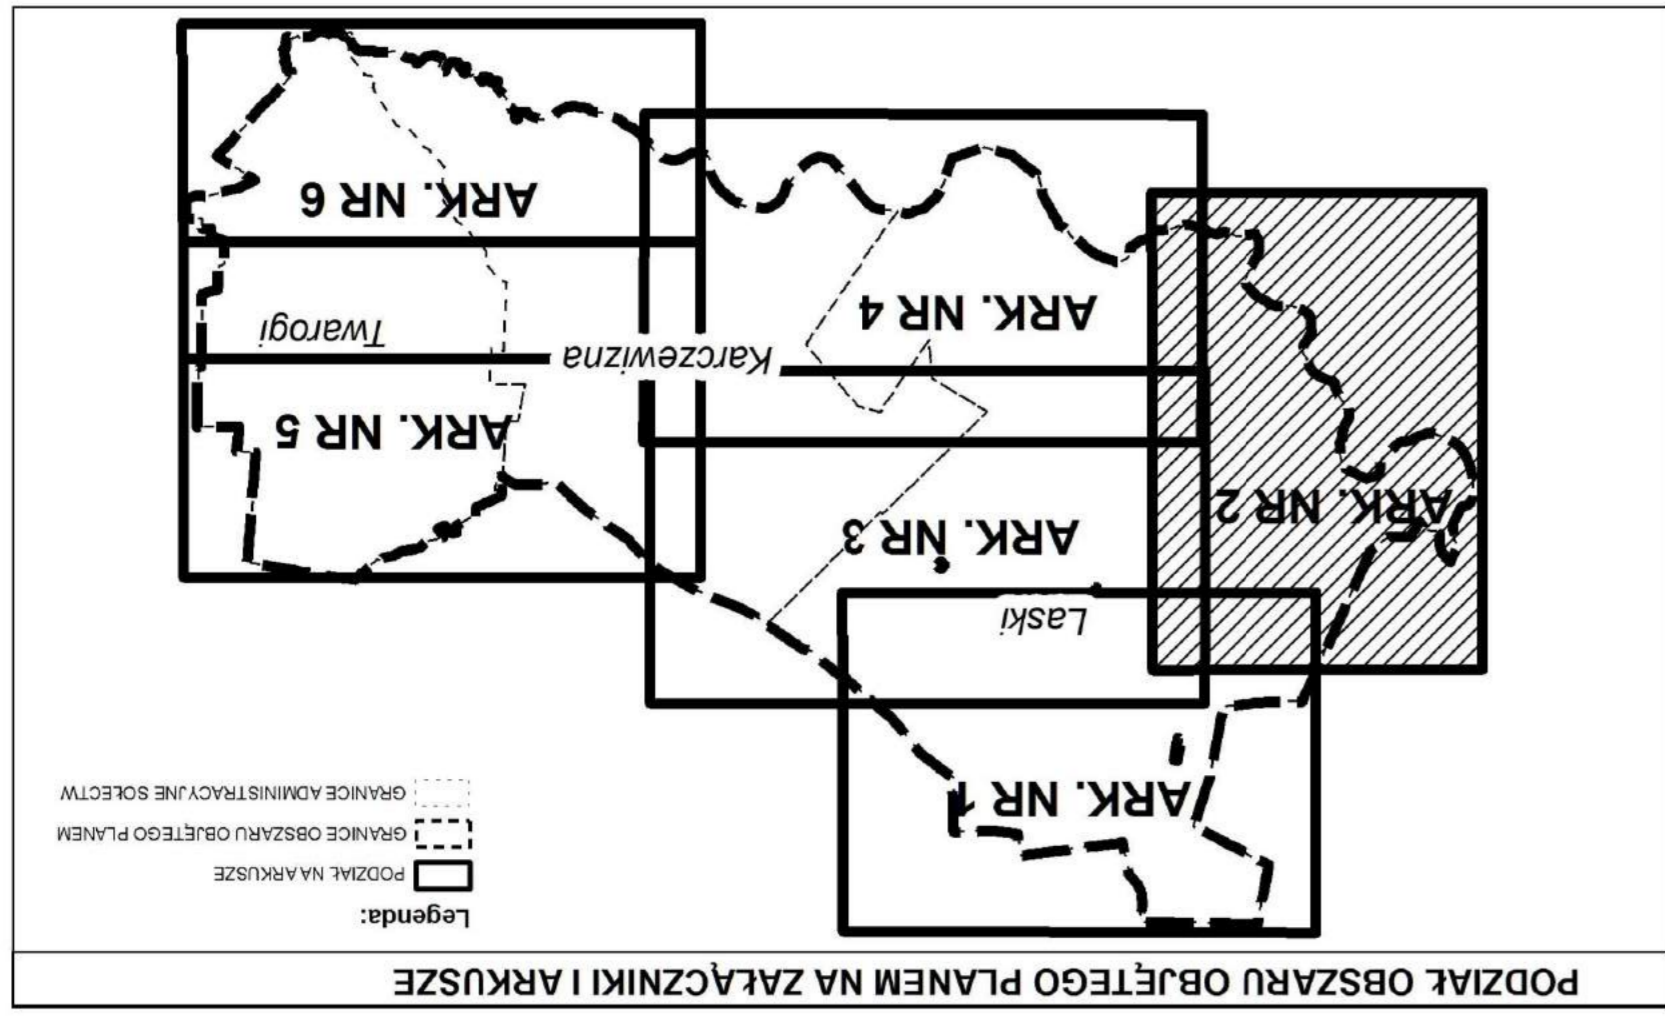 PODZIAŁ OBSZARU OBJĘTEGO PLANEM NA ZAŁĄCZNIKI I ARKUSZE
Legenda:
PODZIAŁ NA ARKUSZE
GRANICE OBSZARU OBJĘTEGO PLANEM
GRANICE ADMINISTRACYJNE SOŁECTW
ARK. NR 1
Laski
ARK. NR 3
ARK. NR 2
ARK. NR 5
Karczewizna
Twarogi
ARK. NR 4
ARK. NR 6